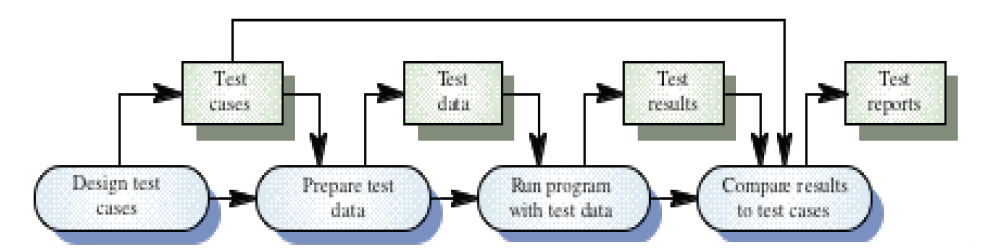 Test
cases
Test
data
Test
results
Test
reports
Design test
cases
Prepare test
data
Run program
with test data
Compare results
to test cases